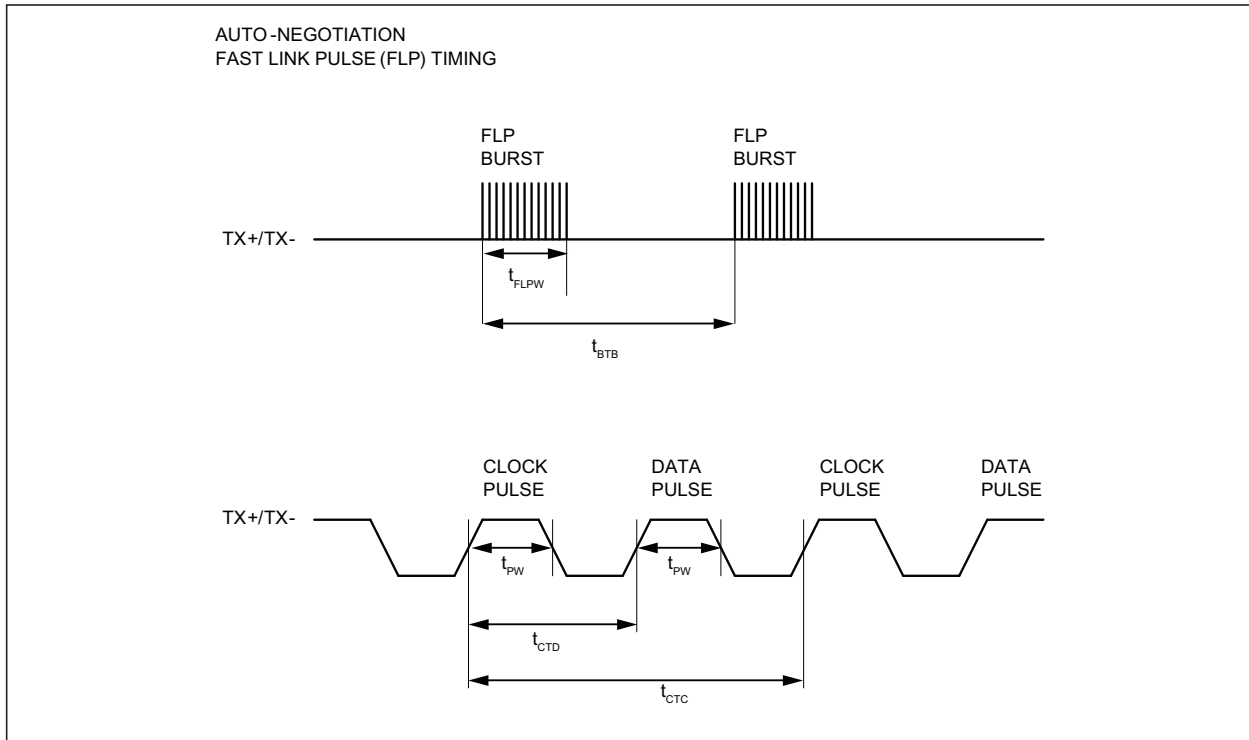 AUTO-NEGOTIATION
FAST LINK PULSE (FLP) TIMING
FLP
BURST
FLP
BURST
TX+/TX-
tFLPW
tBTB
CLOCK
PULSE
DATA
PULSE
CLOCK
PULSE
DATA
PULSE
TX+/TX-
tPW
tPW
tCTD
tCTC